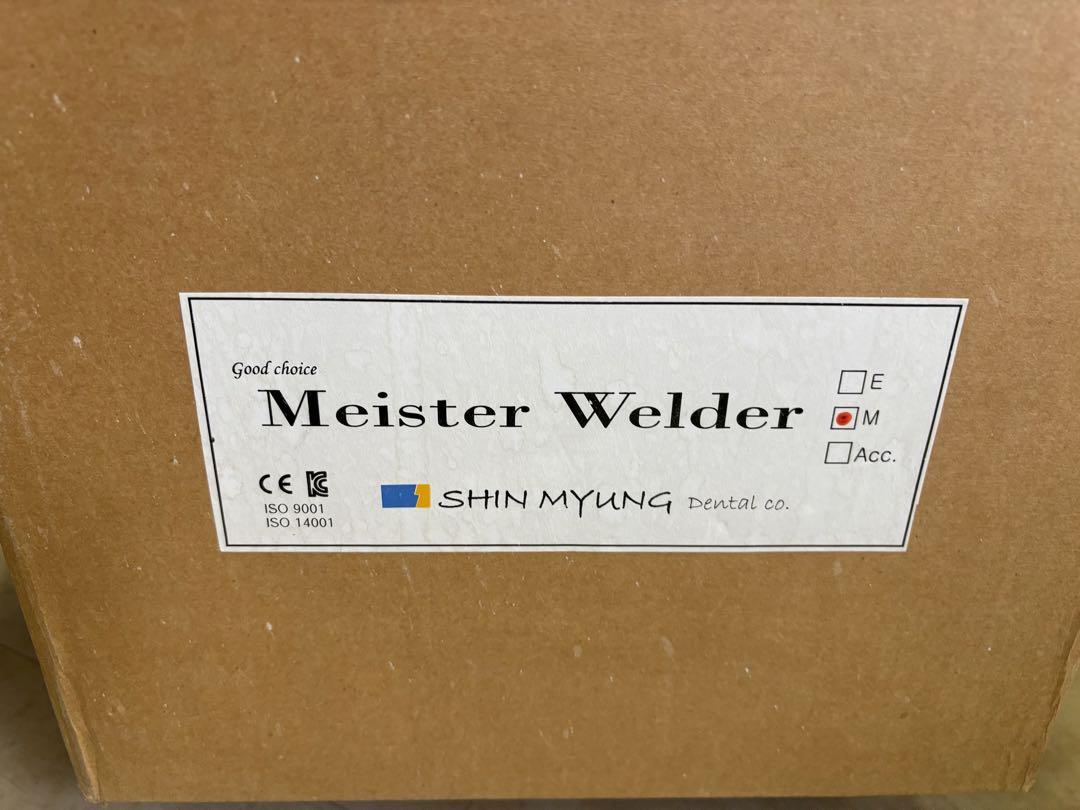 Good choice
Meister Welder
E
M
Acc.
CE
ISO 9001
ISO 14001
SHIN MYUNG Dental co.